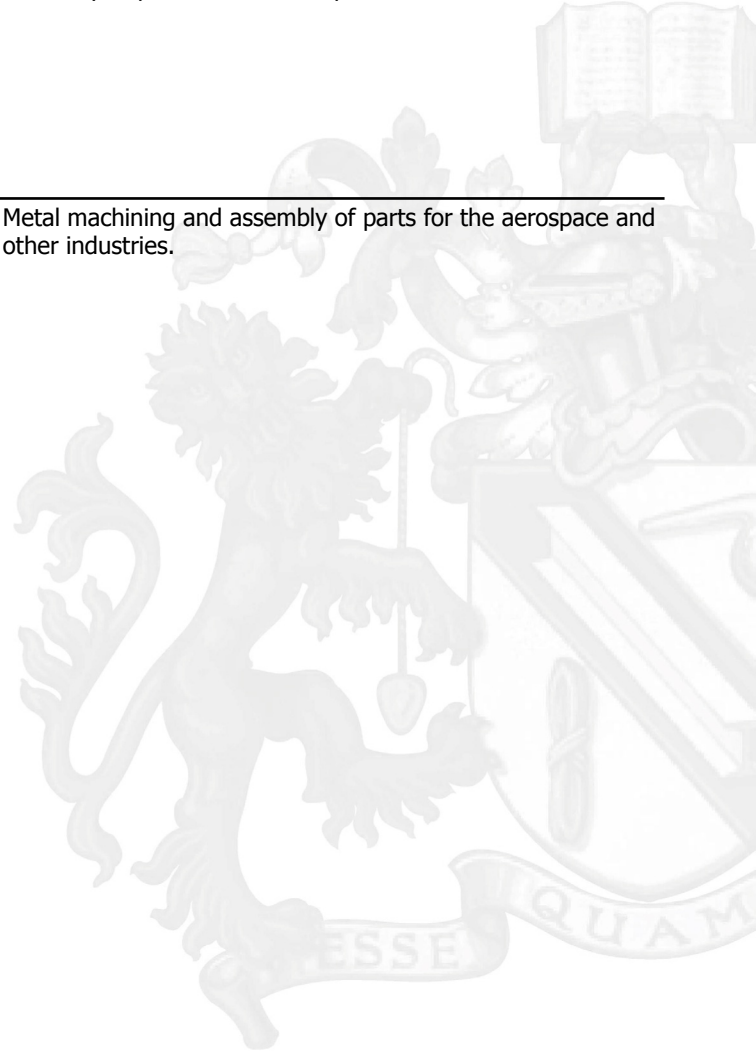 Metal machining and assembly of parts for the aerospace and
other industries.
ESSE QUAM